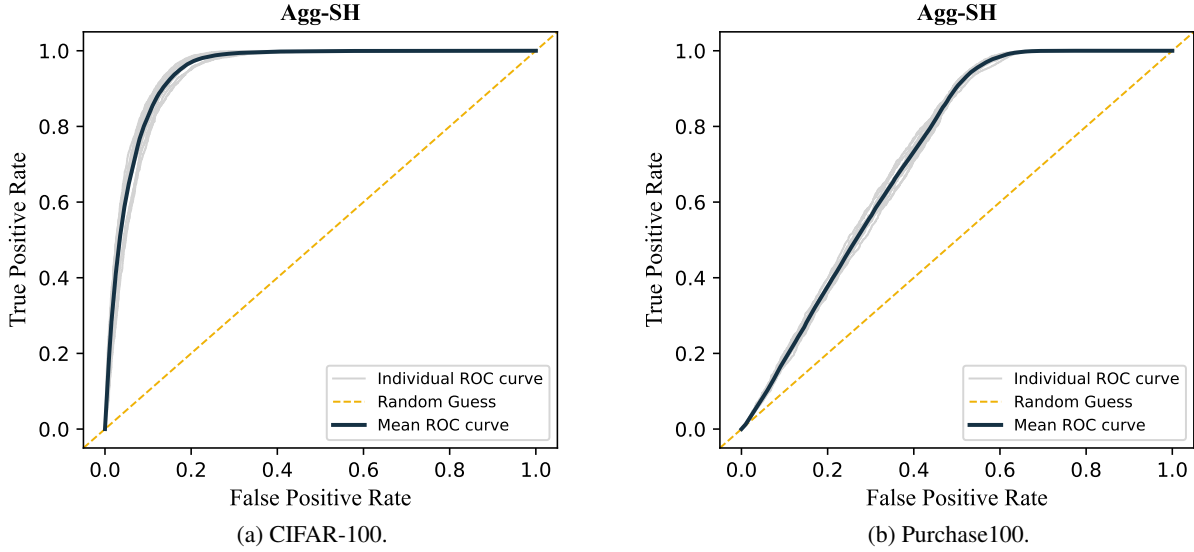 Agg-SH
True Positive Rate
1.0
0.8
0.6
0.4
0.2
0.0
Individual ROC curve
Random Guess
Mean ROC curve
0.0 0.2 0.4 0.6 0.8 1.0
False Positive Rate
(a) CIFAR-100.
Agg-SH
True Positive Rate
1.0
0.8
0.6
0.4
0.2
0.0
Individual ROC curve
Random Guess
Mean ROC curve
0.0 0.2 0.4 0.6 0.8 1.0
False Positive Rate
(b) Purchase100.